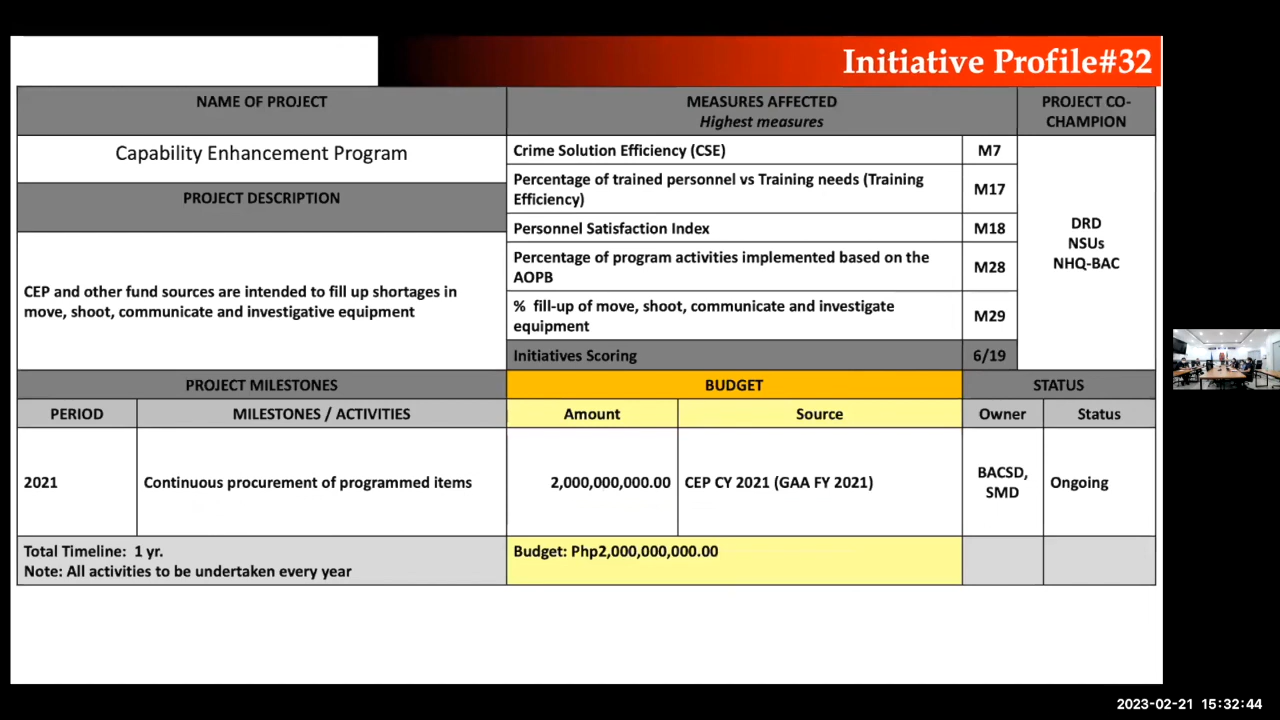 Initiative Profile#32
NAME OF PROJECT
MEASURES AFFECTED
Highest measures
PROJECT CO-
CHAMPION
Capability Enhancement Program
Crime Solution Efficiency (CSE)
M7
Percentage of trained personnel vs Training needs (Training
Efficiency)
M17
PROJECT DESCRIPTION
Personnel Satisfaction Index
M18
DRD
NSUs
NHQ-BAC
CEP and other fund sources are intended to fill up shortages in
move, shoot, communicate and investigative equipment
Percentage of program activities implemented based on the
AOPB
M28
% fill-up of move, shoot, communicate and investigate
equipment
M29
Initiatives Scoring
6/19
PROJECT MILESTONES
BUDGET
STATUS
PERIOD
MILESTONES / ACTIVITIES
Amount
Source
Owner
Status
2021
Continuous procurement of programmed items
2,000,000,000.00
CEP CY 2021 (GAA FY 2021)
BACSD,
SMD
Ongoing
Total Timeline: 1 yr.
Note: All activities to be undertaken every year
Budget: Php2,000,000,000.00
2023-02-21 15:32:44